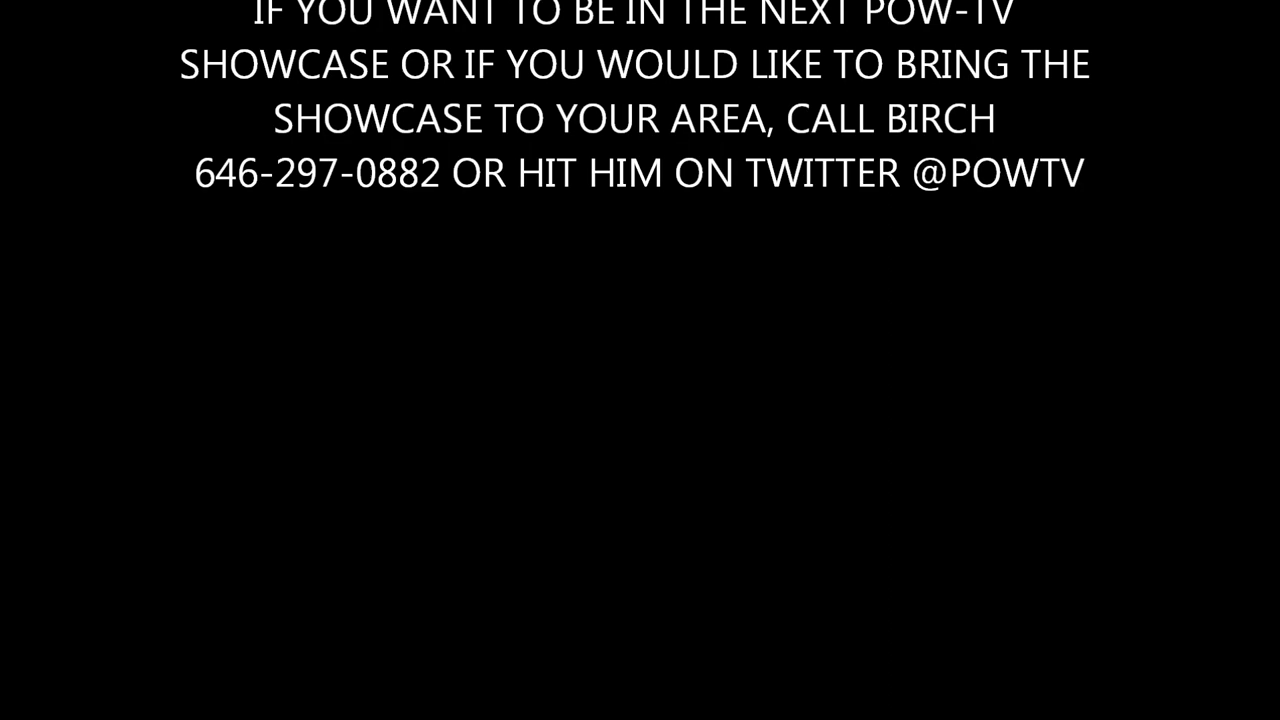 IF YOU WANT TO BE IN THE NEXT POW-TV
SHOWCASE OR IF YOU WOULD LIKE TO BRING THE
SHOWCASE TO YOUR AREA, CALL BIRCH
646-297-0882 OR HIT HIM ON TWITTER @POWTV